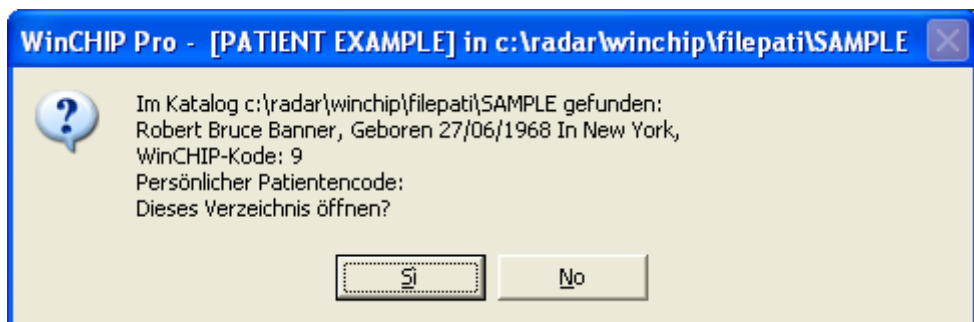 WinCHIP Pro -  [PATIENT EXAMPLE] in c:\radar\winchip\filepati\SAMPLE
Im Katalog c:\radar\winchip\filepati\SAMPLE gefunden:
Robert Bruce Banner, Geboren 27/06/1968 In New York,
WinCHIP-Kode: 9
Persönlicher Patientencode:
Dieses Verzeichnis öffnen?
Sì No